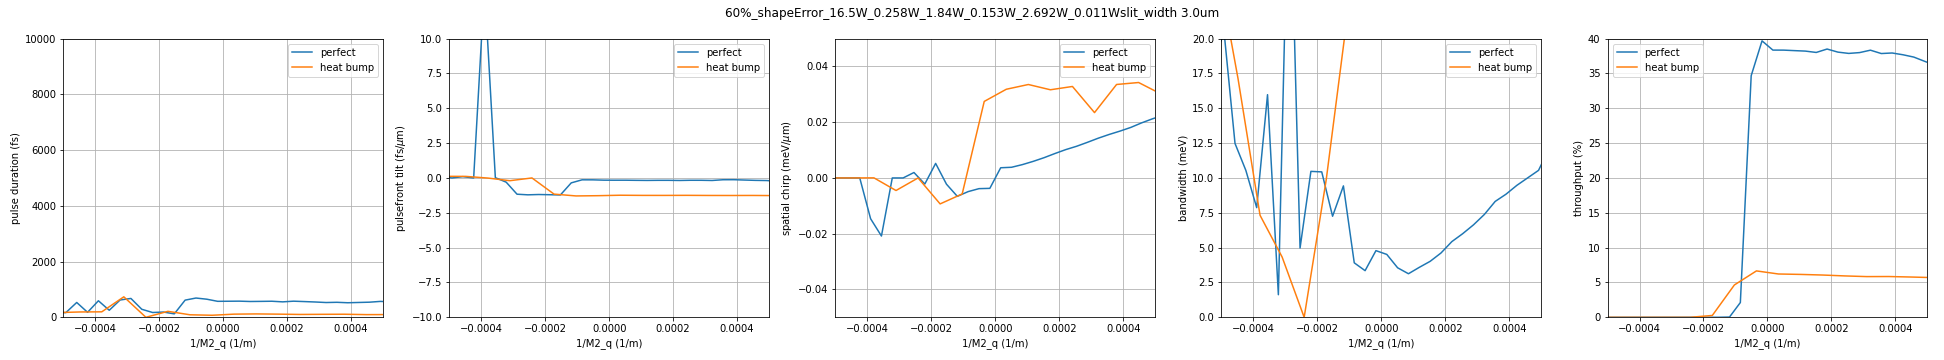 60%_shapeError_16.5W_0.258W_1.84W_0.153W_2.692W_0.011Wslit_width 3.0um
pulse duration (fs)
10000
8000
6000
4000
2000
0
−0.0004 −0.0002 0.0000 0.0002 0.0004
1/M2_q (1/m)
perfect
heat bump
pulsefront tilt (fs/μm)
10.0
7.5
5.0
2.5
0.0
−2.5
−5.0
−7.5
−10.0
−0.0004 −0.0002 0.0000 0.0002 0.0004
1/M2_q (1/m)
perfect
heat bump
spatial chirp (meV/μm)
0.04
0.02
0.00
−0.02
−0.04
−0.0004 −0.0002 0.0000 0.0002 0.0004
1/M2_q (1/m)
perfect
heat bump
bandwidth (meV)
20.0
17.5
15.0
12.5
10.0
7.5
5.0
2.5
0.0
−0.0004 −0.0002 0.0000 0.0002 0.0004
1/M2_q (1/m)
perfect
heat bump
throughput (%)
40
35
30
25
20
15
10
5
0
−0.0004 −0.0002 0.0000 0.0002 0.0004
1/M2_q (1/m)
perfect
heat bump